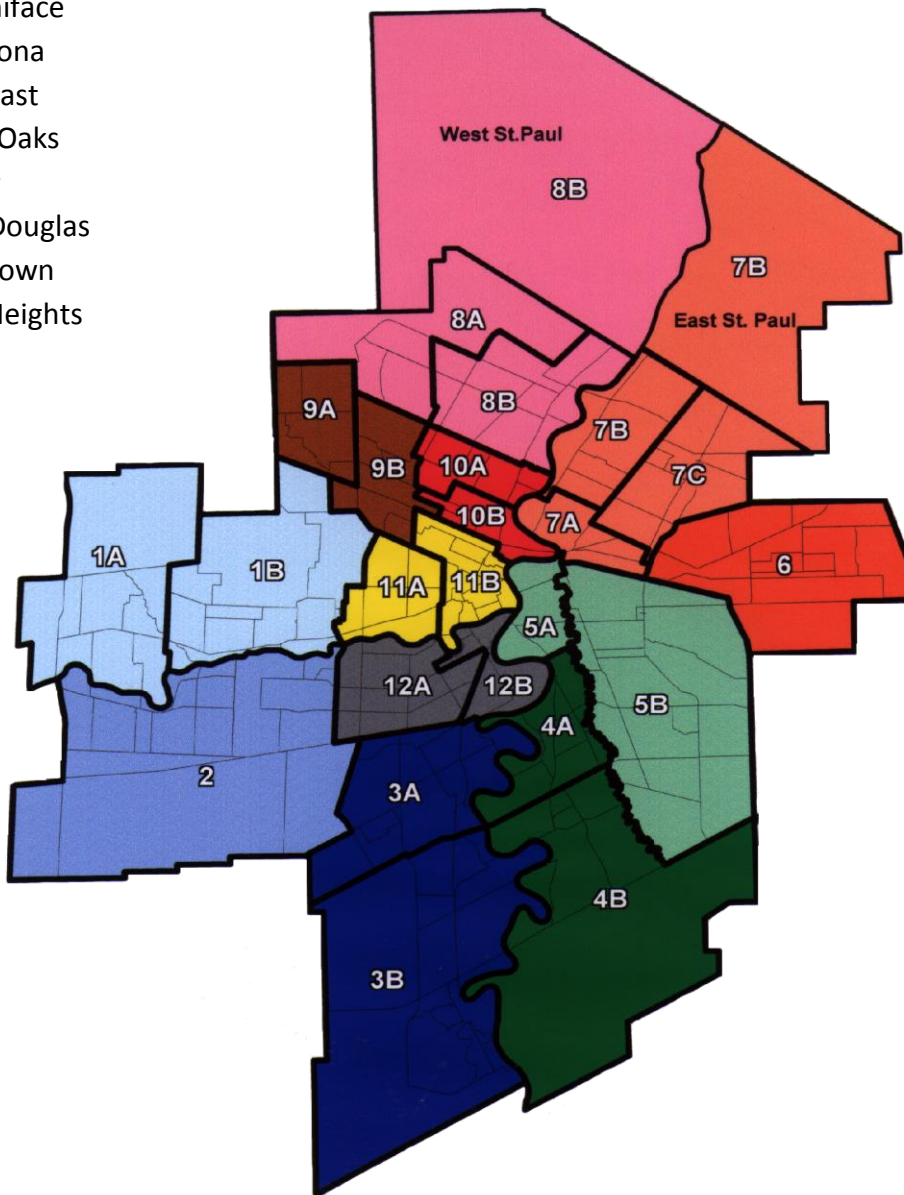 niface
ona
ast
Oaks
Douglas
own
Heights
West St.Paul
8B
7B
East St. Paul
8A
8B
9A
7B
9B
10A
7C
10B
7A
1A
1B
11A
11B
6
5A
12A
12B
5B
4A
2
3A
4B
3B